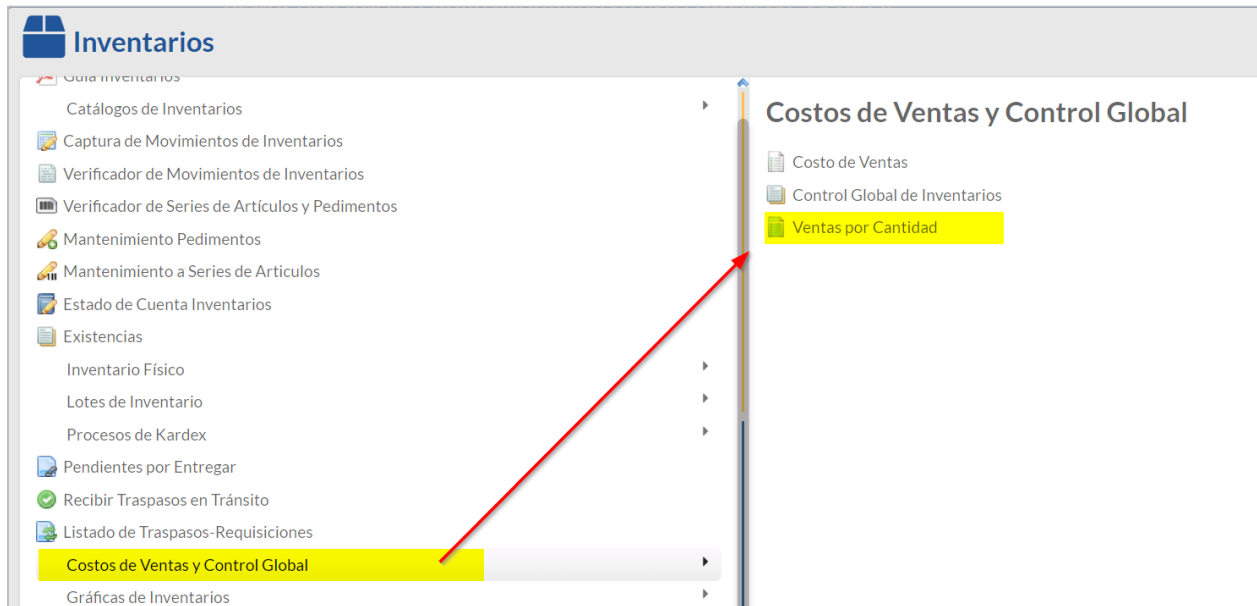 Inventarios
Guía Inventarios
Catálogos de Inventarios
Captura de Movimientos de Inventarios
Verificador de Movimientos de Inventarios
Verificador de Series de Artículos y Pedimentos
Mantenimiento Pedimentos
Mantenimiento a Series de Articulos
Estado de Cuenta Inventarios
Existencias
Inventario Físico
Lotes de Inventario
Procesos de Kardex
Pendientes por Entregar
Recibir Traspasos en Tránsito
Listado de Traspasos-Requisiciones
Costos de Ventas y Control Global
Gráficas de Inventarios
Costos de Ventas y Control Global
Costo de Ventas
Control Global de Inventarios
Ventas por Cantidad